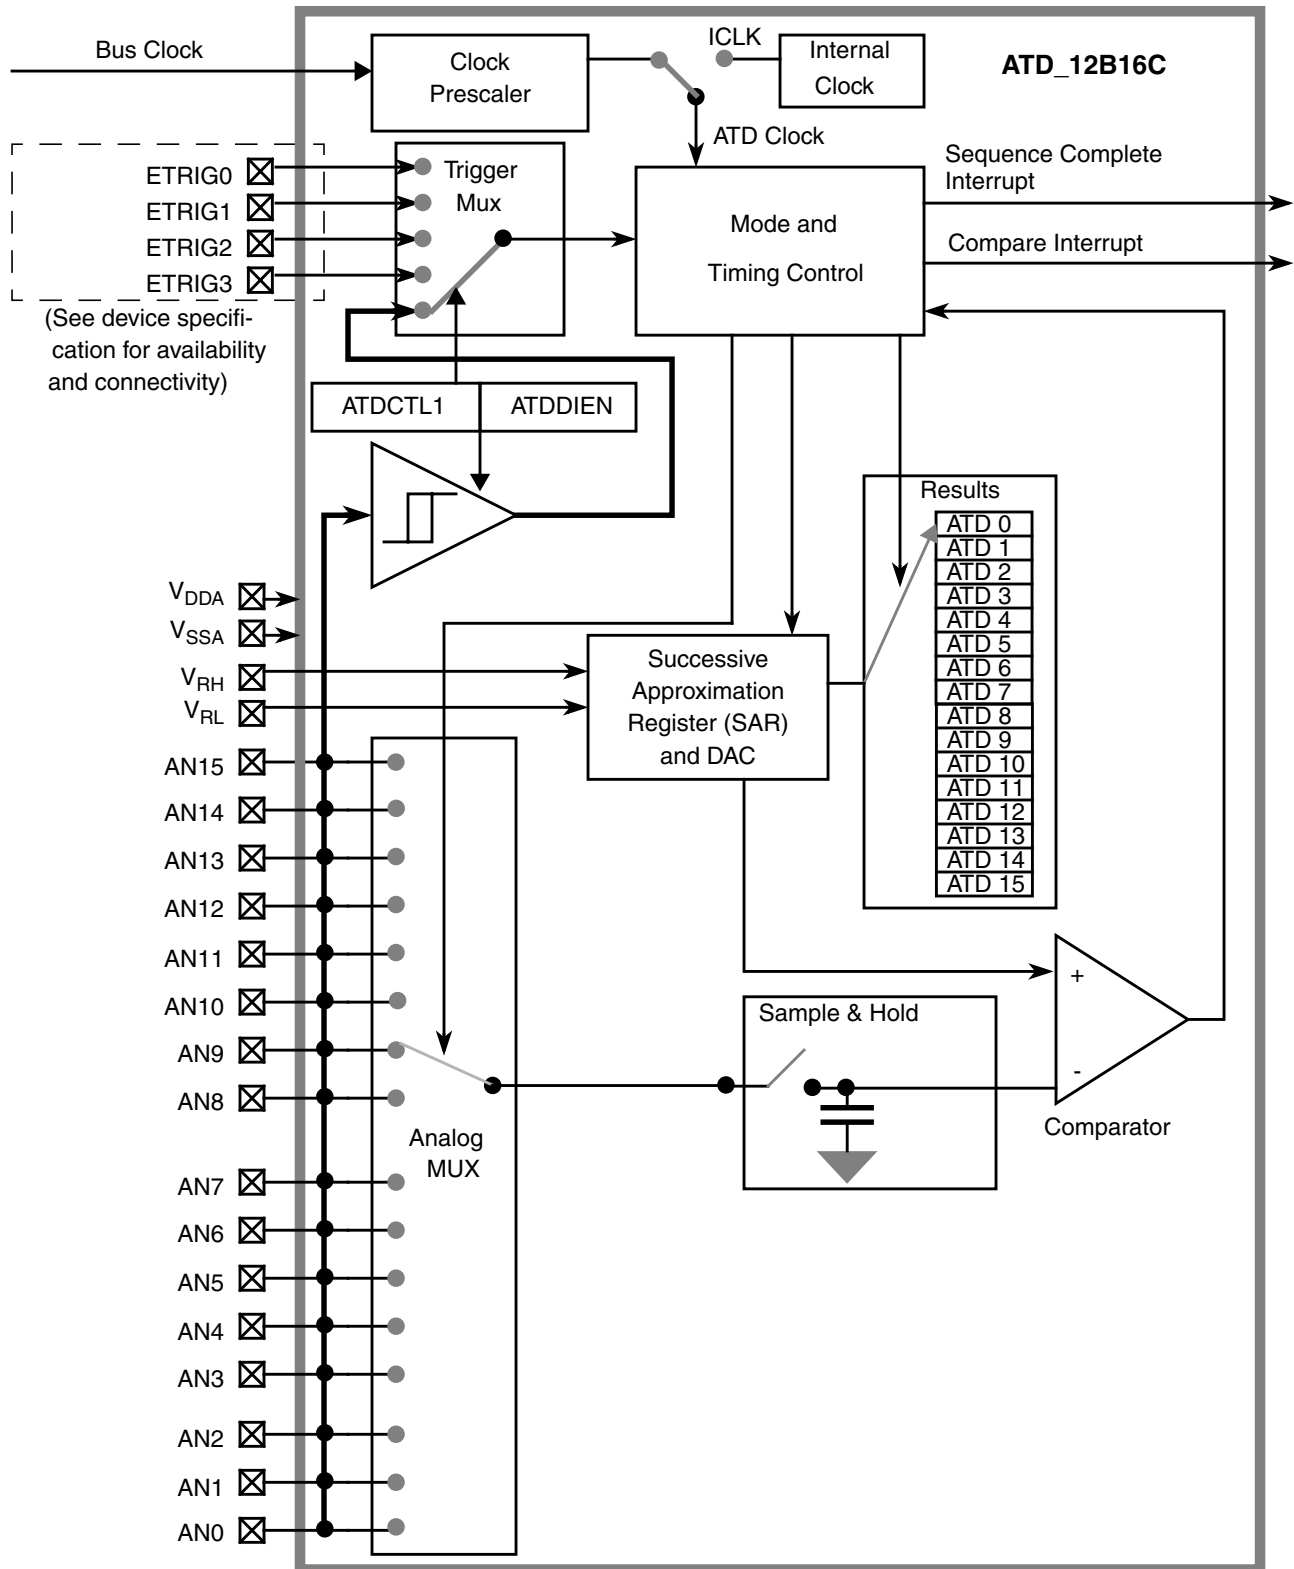 Bus Clock
Clock
Prescaler
ICLK
Internal
Clock
ATD_12B16C
ATD Clock
ETRIG0
ETRIG1
ETRIG2
ETRIG3
(See device specifi-
cation for availability
and connectivity)
Trigger
Mux
Mode and
Timing Control
Sequence Complete
Interrupt
Compare Interrupt
ATDCTL1
ATDDIEN
Results
ATD 0
ATD 1
ATD 2
ATD 3
ATD 4
ATD 5
ATD 6
ATD 7
ATD 8
ATD 9
ATD 10
ATD 11
ATD 12
ATD 13
ATD 14
ATD 15
VDDA
VSSA
VRH
VRL
Successive
Approximation
Register (SAR)
and DAC
AN15
AN14
AN13
AN12
AN11
AN10
AN9
AN8
AN7
AN6
AN5
AN4
AN3
AN2
AN1
AN0
Analog
MUX
Sample & Hold
+
-
Comparator